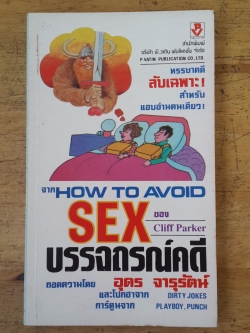 สำนักพิมพ์
บริษัท พี.วาทิน พับลิเคชั่น จำกัด
P.VATIN PUBLICATION CO.,LTD.
พรรษาคดี
ลับเฉพาะ!
สำหรับ
แอบอ่านคนเดียว!
จาก HOW TO AVOID
SEX ของ
Cliff Parker
บรรจถรณ์คดี
ถอดความโดย อุดร จารุรัตน์
และโปกฮาจาก DIRTY JOKES
การ์ตูนจาก PLAYBOY, PUNCH